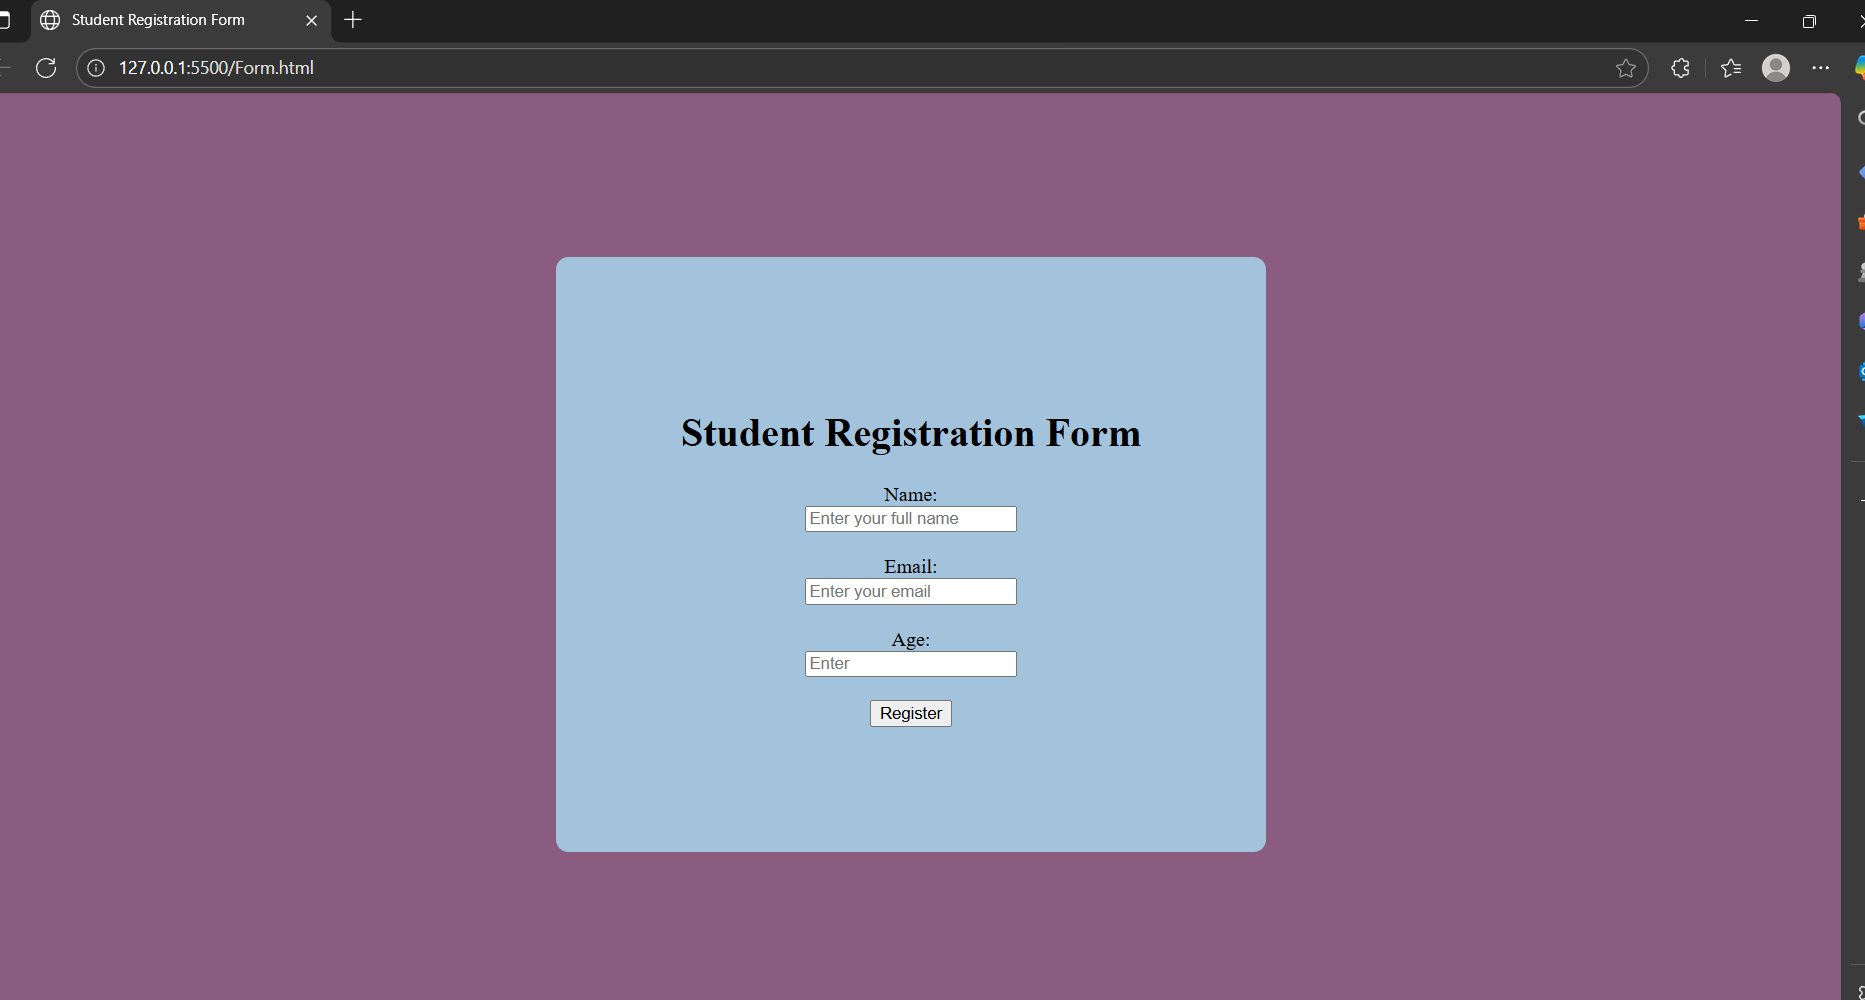 Student Registration Form
127.0.0.1:5500/Form.html
Student Registration Form
Name:
Enter your full name
Email:
Enter your email
Age:
Enter
Register